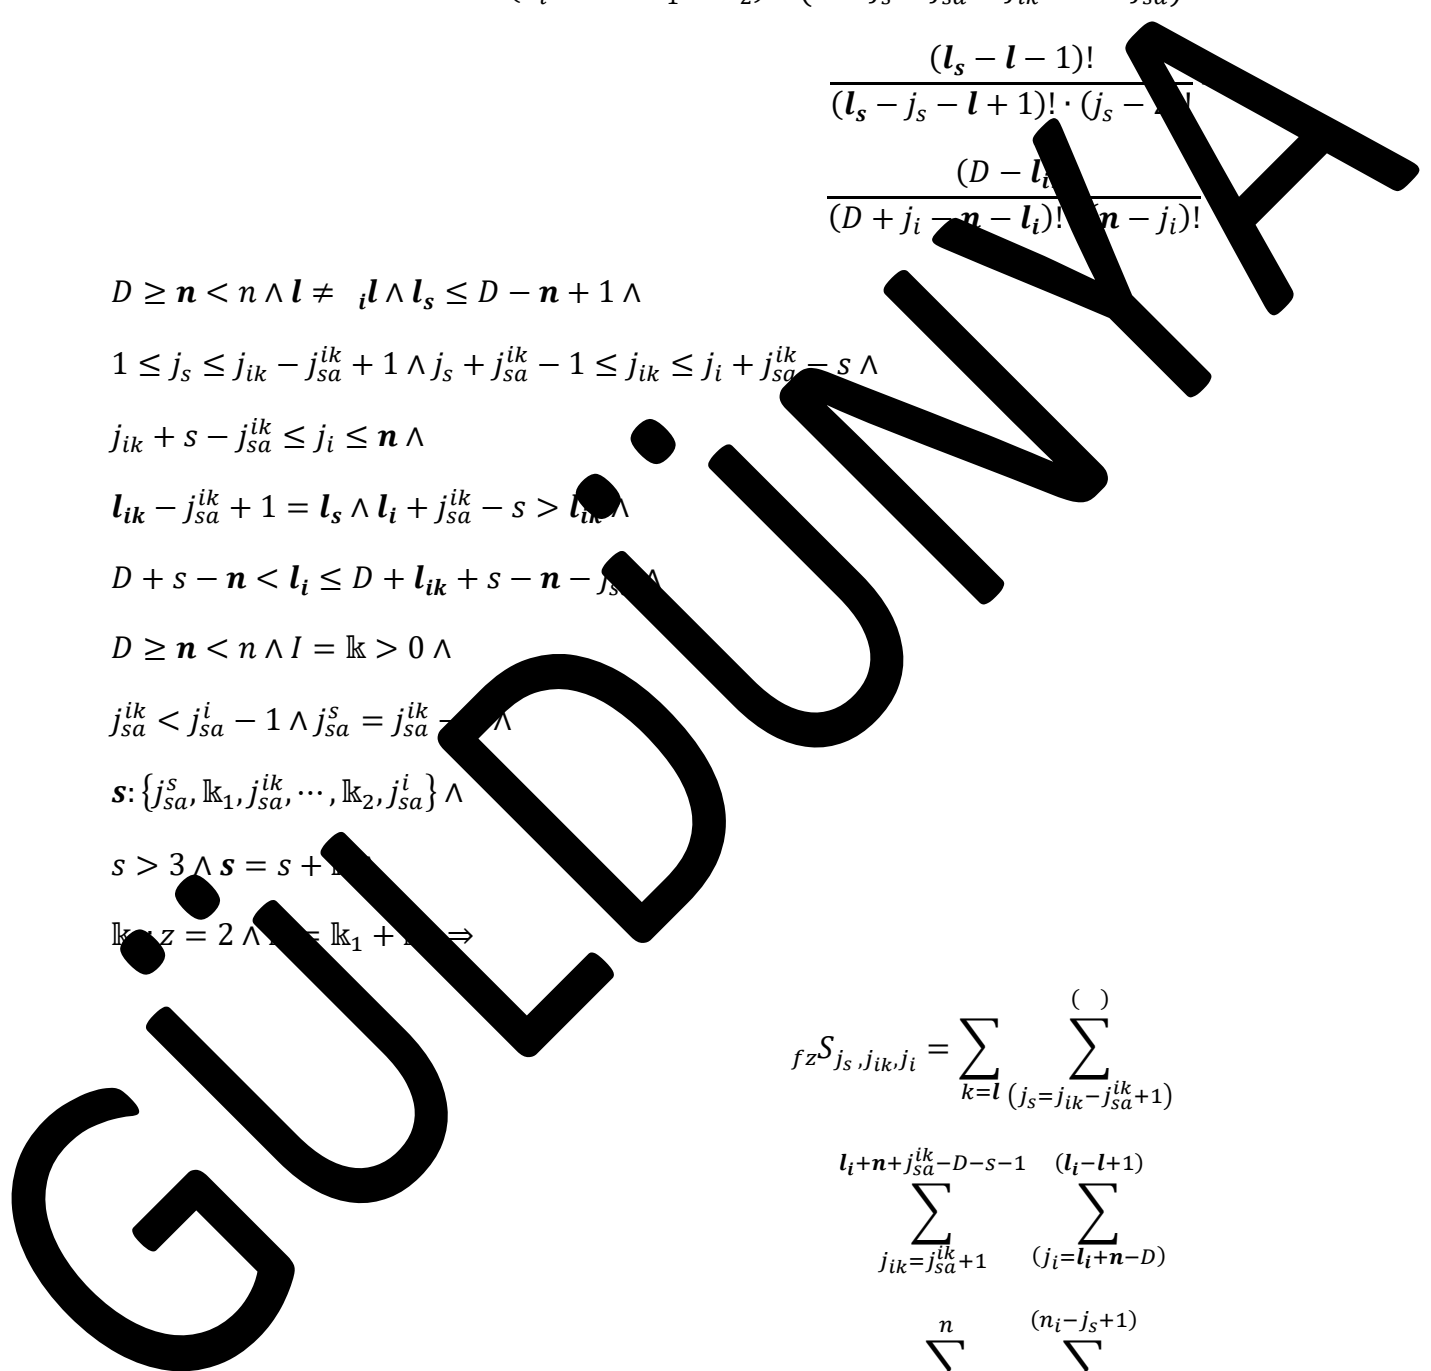 (l_s − l − 1)!
(l_s − j_s − l + 1)! ⋅ (j_s −
(D − l_i
(D + j_i − n − l_i)! (n − j_i)!
D ≥ n < n ∧ l ≠ _il ∧ l_s ≤ D − n + 1 ∧
1 ≤ j_s ≤ j_ik − j_sa^ik + 1 ∧ j_s + j_sa^ik − 1 ≤ j_ik ≤ j_i + j_sa^ik − s ∧
j_ik + s − j_sa^ik ≤ j_i ≤ n ∧
l_ik − j_sa^ik + 1 = l_s ∧ l_i + j_sa^ik − s > l_ik ∧
D + s − n < l_i ≤ D + l_ik + s − n − ∧
D ≥ n < n ∧ I = 𝕜 > 0 ∧
j_sa^ik < j_sa^i − 1 ∧ j_sa^s = j_sa^ik − ∧
s: {j_sa^s, 𝕜_1, j_sa^ik, ⋯, 𝕜_2, j_sa^i} ∧
s > 3 ∧ s = s +
z = 2 ∧ = 𝕜_1 + ⇒
_fzS_{j_s, j_ik, j_i} = ∑_{k=l} ∑_{(j_s=j_ik−j_sa^ik+1)}^{( )}
∑_{j_ik=j_sa^ik+1}^{l_i+n+j_sa^ik−D−s−1} ∑_{(j_i=l_i+n−D)}^{(l_i−l+1)}
∑^{n} ∑^{(n_i−j_s+1)}
GÜLDÜNYA